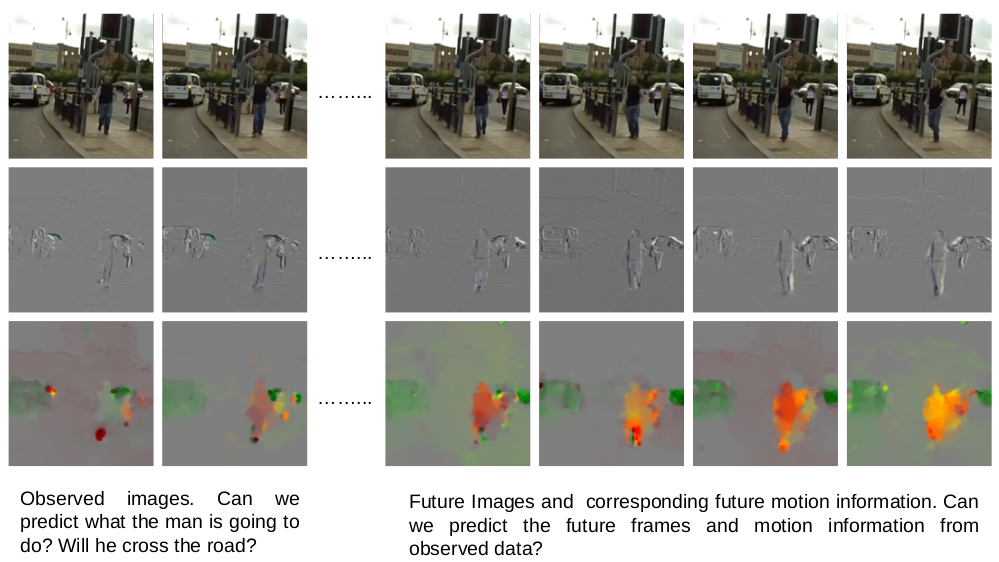 .........
.........
.........
Observed images. Can we
predict what the man is going to
do? Will he cross the road?
Future Images and corresponding future motion information. Can
we predict the future frames and motion information from
observed data?